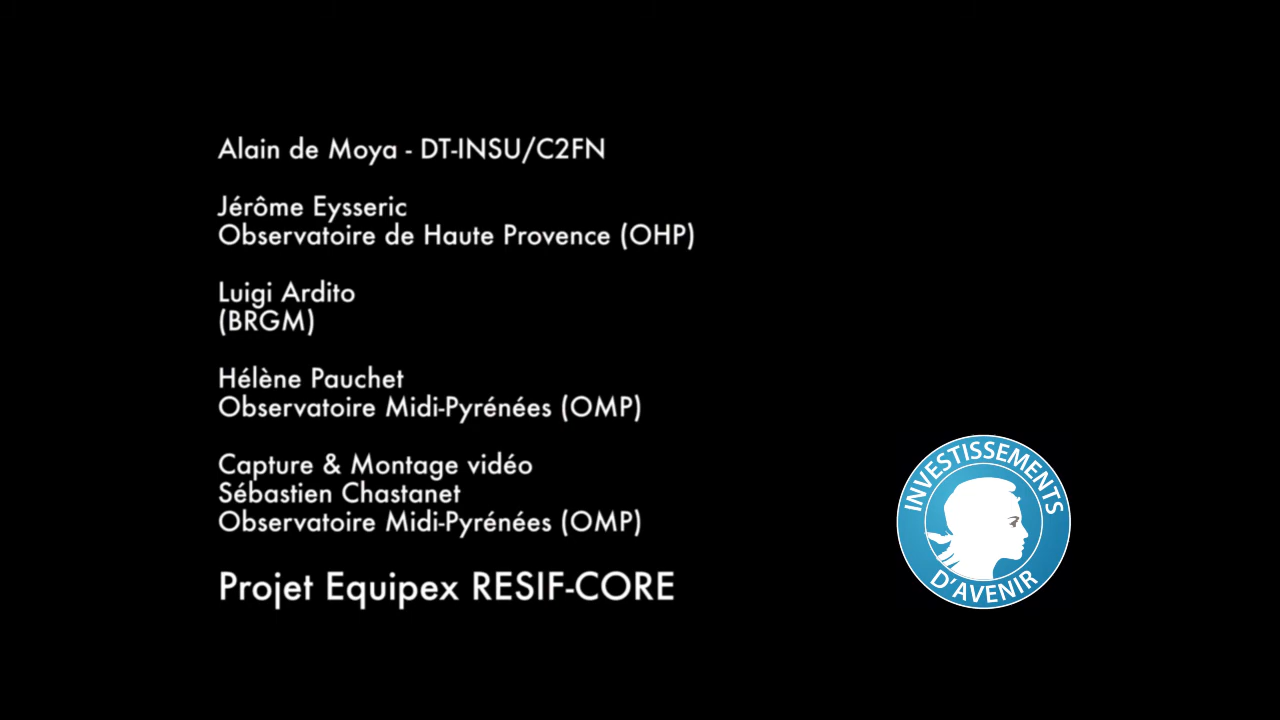 Alain de Moya - DT-INSU/C2FN
Jérôme Eysseric
Observatoire de Haute Provence (OHP)
Luigi Ardito
(BRGM)
Hélène Pauchet
Observatoire Midi-Pyrénées (OMP)
Capture & Montage vidéo
Sébastien Chastanet
Observatoire Midi-Pyrénées (OMP)
Projet Equipex RESIF-CORE
INVESTISSEMENTS
D'AVENIR